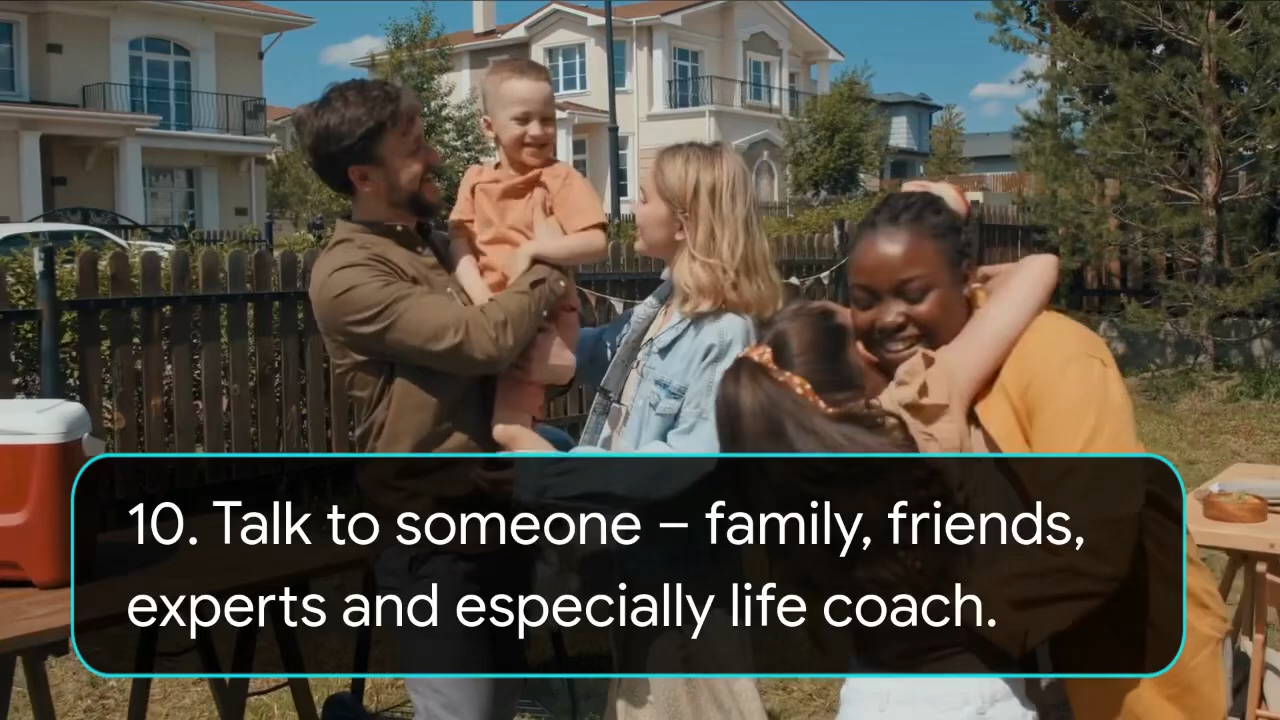 10. Talk to someone – family, friends,
experts and especially life coach.